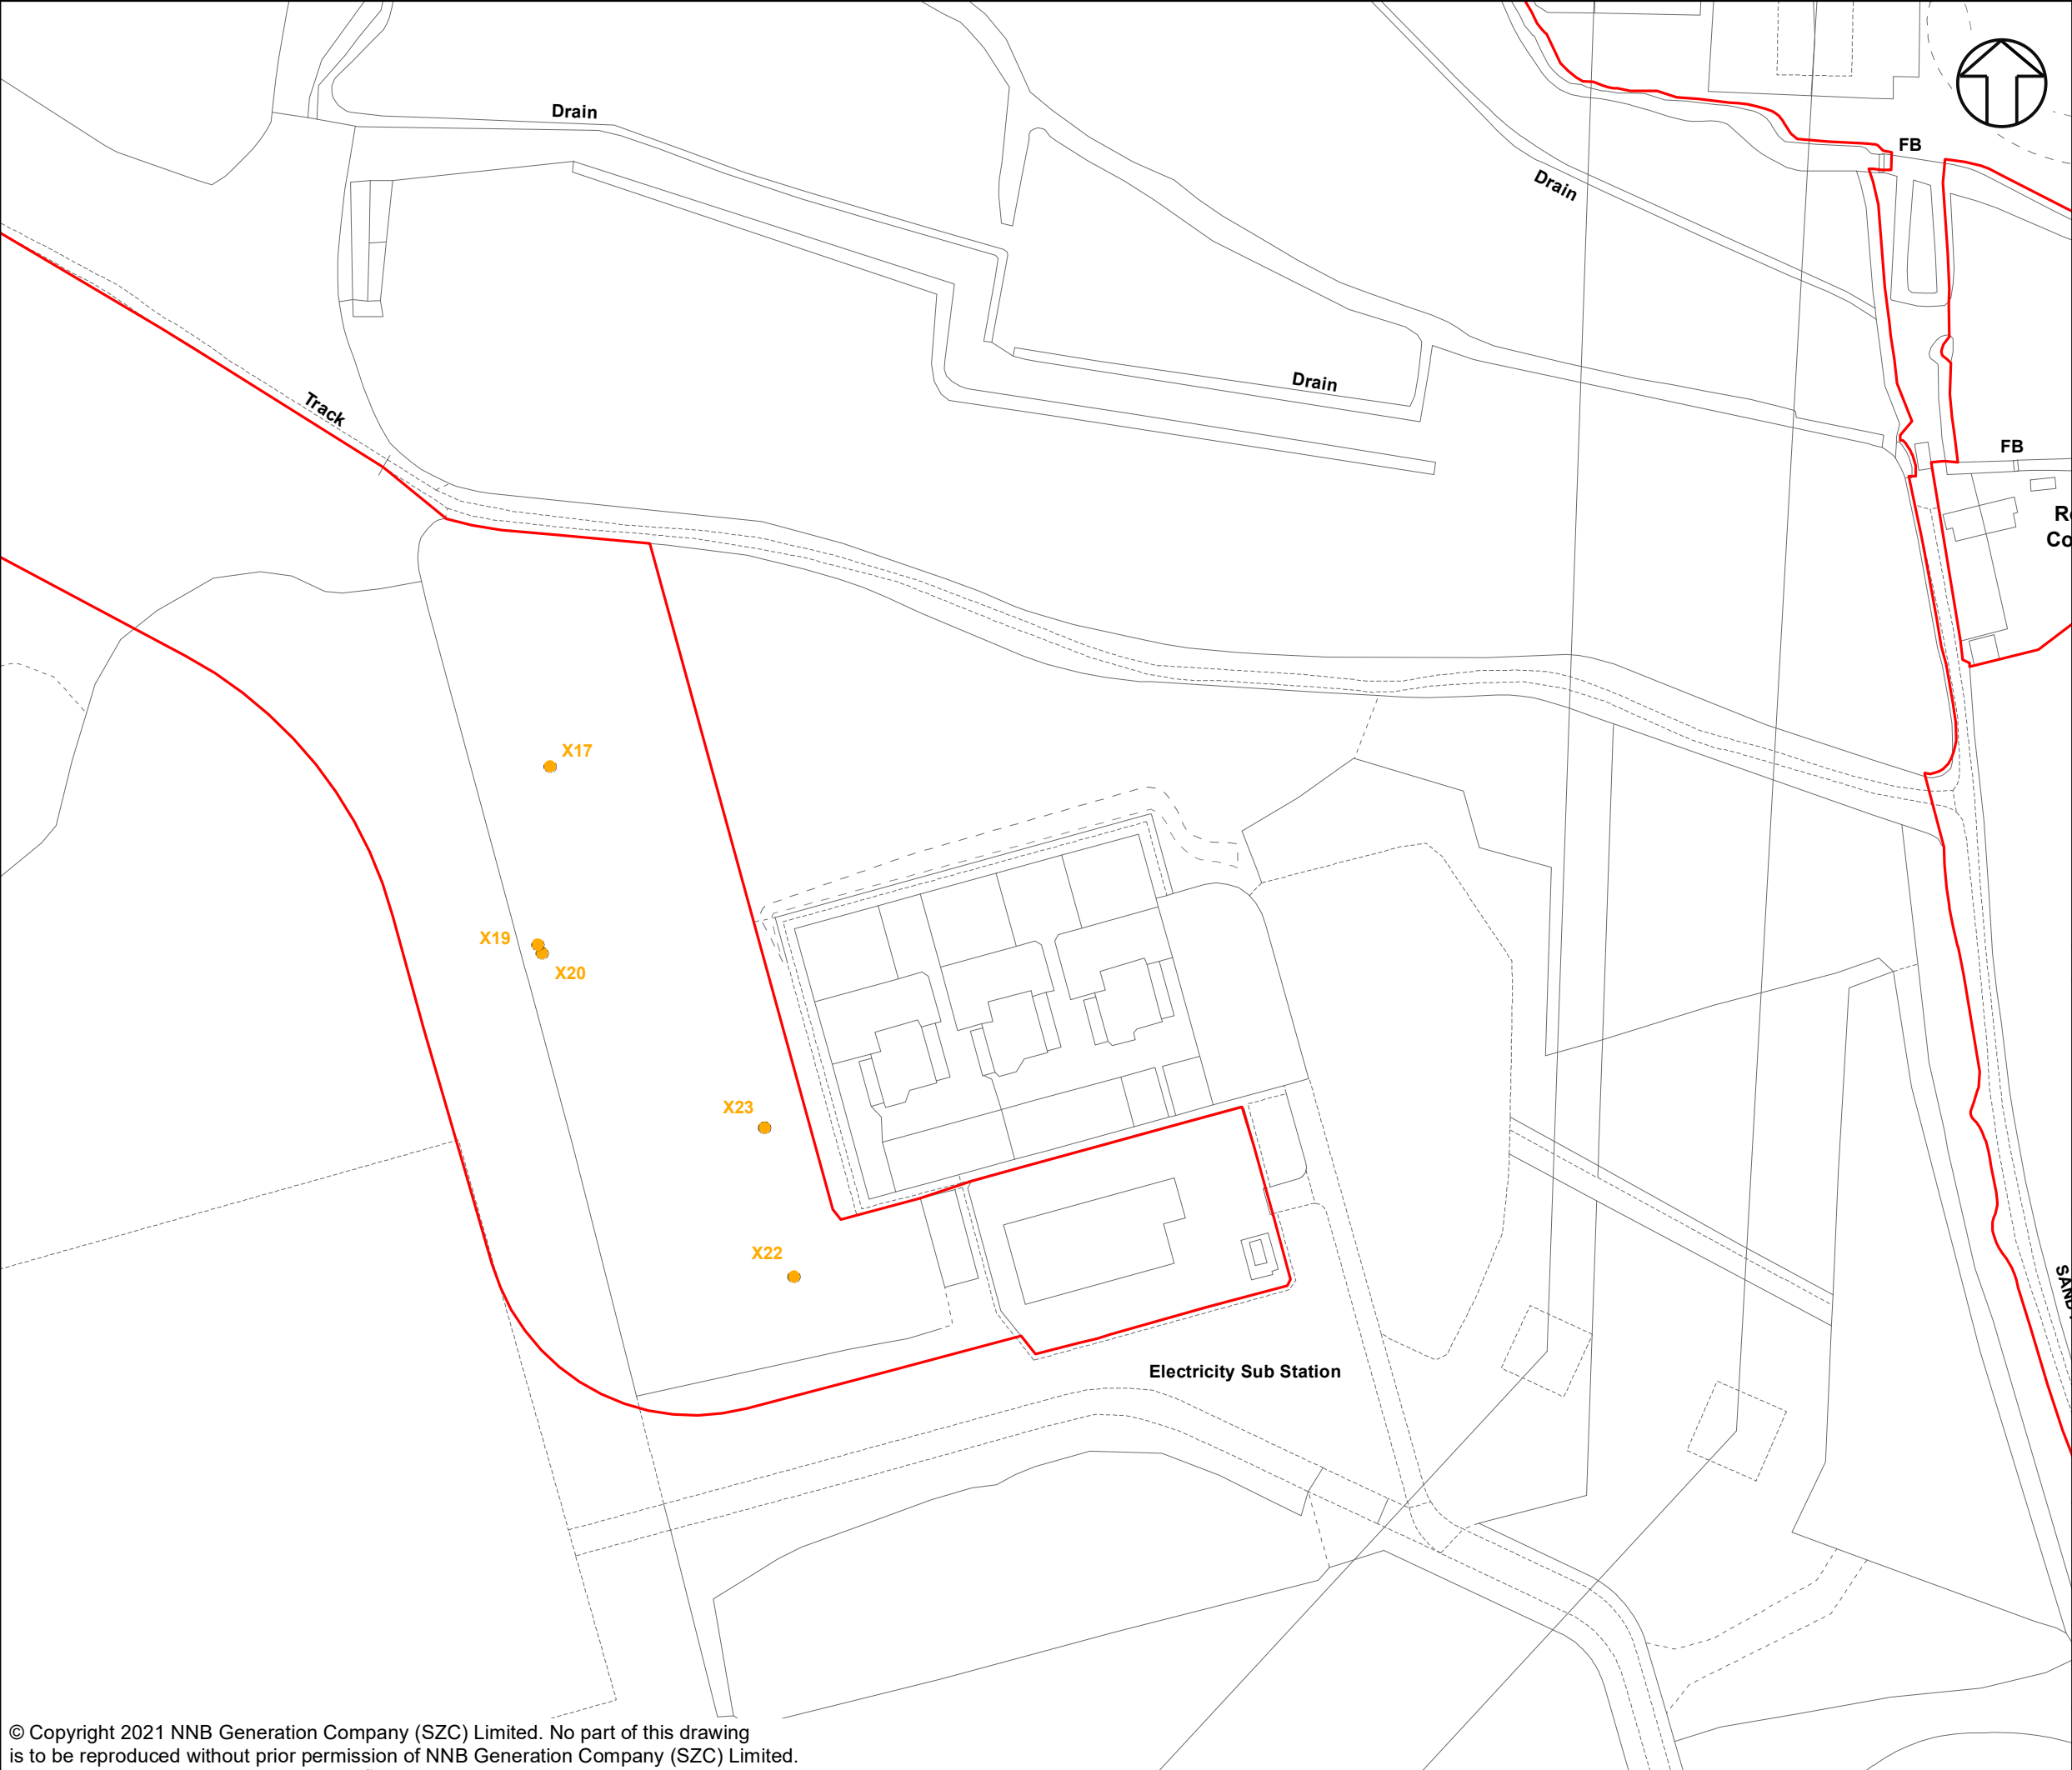 Drain
FB
Drain
Drain
Track
FB
X17
X19
X20
X23
X22
Electricity Sub Station
© Copyright 2021 NNB Generation Company (SZC) Limited. No part of this drawing
is to be reproduced without prior permission of NNB Generation Company (SZC) Limited.